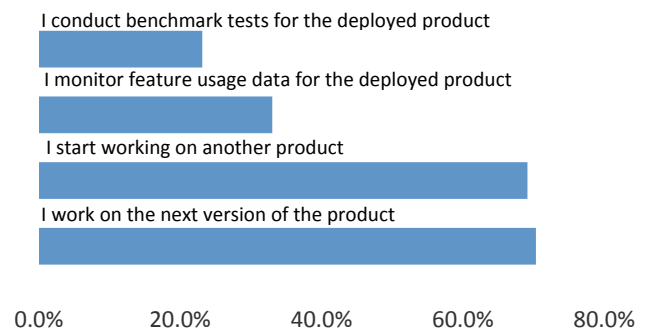 I conduct benchmark tests for the deployed product
I monitor feature usage data for the deployed product
I start working on another product
I work on the next version of the product
0.0% 20.0% 40.0% 60.0% 80.0%